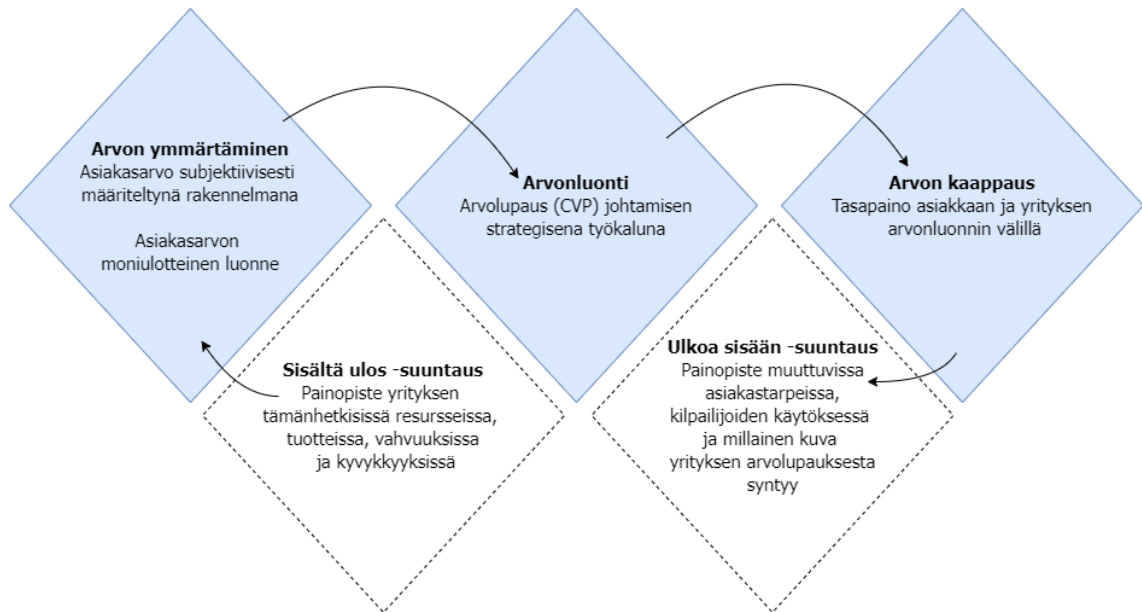 Arvon ymmärtäminen
Asiakasarvo subjektiivisesti
määriteltynä rakennelmana
Asiakasarvon
moniulotteinen luonne
Arvonluonti
Arvolupaus (CVP) johtamisen
strategisena työkaluna
Arvon kaappaus
Tasapaino asiakkaan ja yrityksen
arvonluonnin välillä
Sisältä ulos -suuntaus
Painopiste yrityksen
tämänhetkisissä resursseissa,
tuotteissa, vahvuuksissa
ja kyvykkyyksissä
Ulkoa sisään -suuntaus
Painopiste muuttuvissa
asiakastarpeissa,
kilpailijoiden käytöksessä
ja millainen kuva
yrityksen arvolupauksesta
syntyy